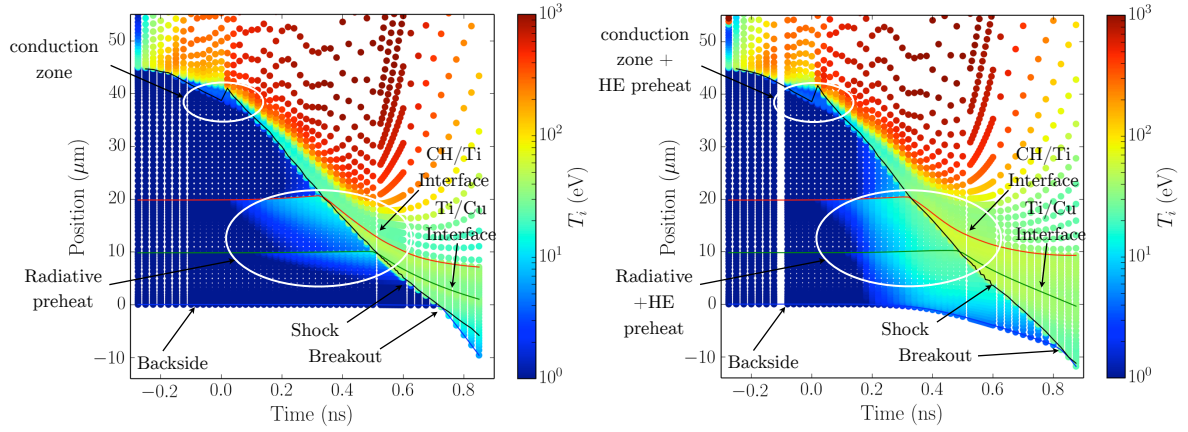 conduction
zone
50
40
30
20
10
0
−10
Position (μm)
Radiative
preheat
CH/Ti
Interface
Ti/Cu
Interface
Shock
Breakout
Backside
−0.2
0.0
0.2
0.4
0.6
0.8
Time (ns)
10³
10²
10¹
10⁰
Tᵢ (eV)
conduction
zone +
HE preheat
50
40
30
20
10
0
−10
Position (μm)
Radiative
+HE
preheat
CH/Ti
Interface
Ti/Cu
Interface
Shock
Breakout
Backside
−0.2
0.0
0.2
0.4
0.6
0.8
Time (ns)
10³
10²
10¹
10⁰
Tᵢ (eV)